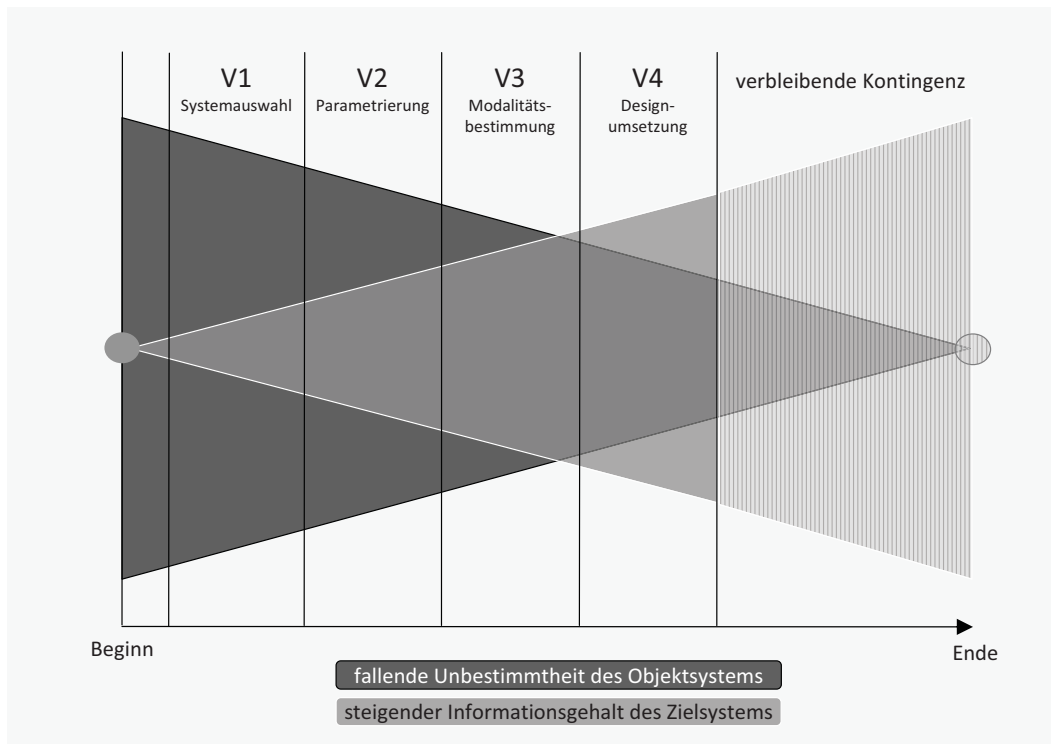 V1
Systemauswahl
V2
Parametrierung
V3
Modalitäts-
bestimmung
V4
Design-
umsetzung
verbleibende Kontingenz
Beginn
Ende
fallende Unbestimmtheit des Objektsystems
steigender Informationsgehalt des Zielsystems